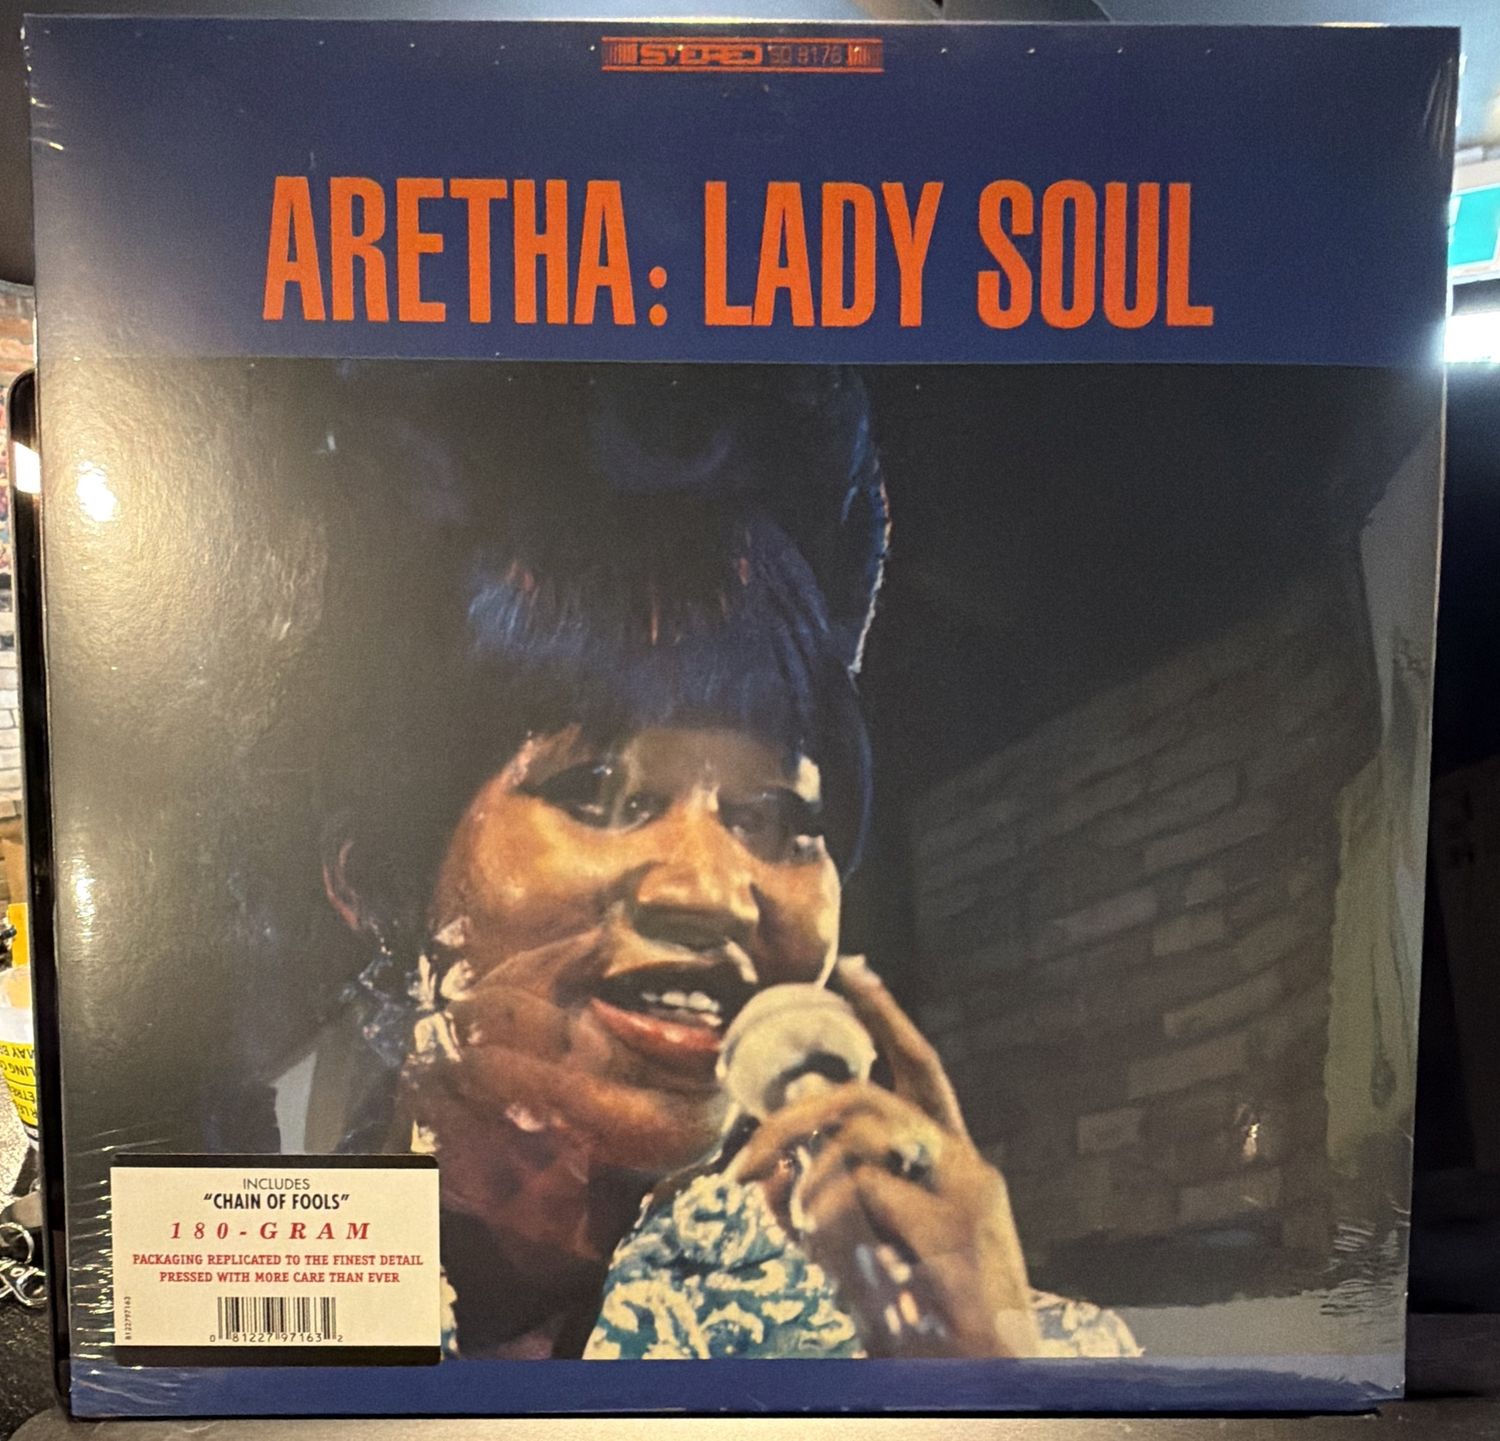 STEREO SD 8176
ARETHA: LADY SOUL
INCLUDES
"CHAIN OF FOOLS"
180-GRAM
PACKAGING REPLICATED TO THE FINEST DETAIL
PRESSED WITH MORE CARE THAN EVER
8122797163
0 81227 97163 2